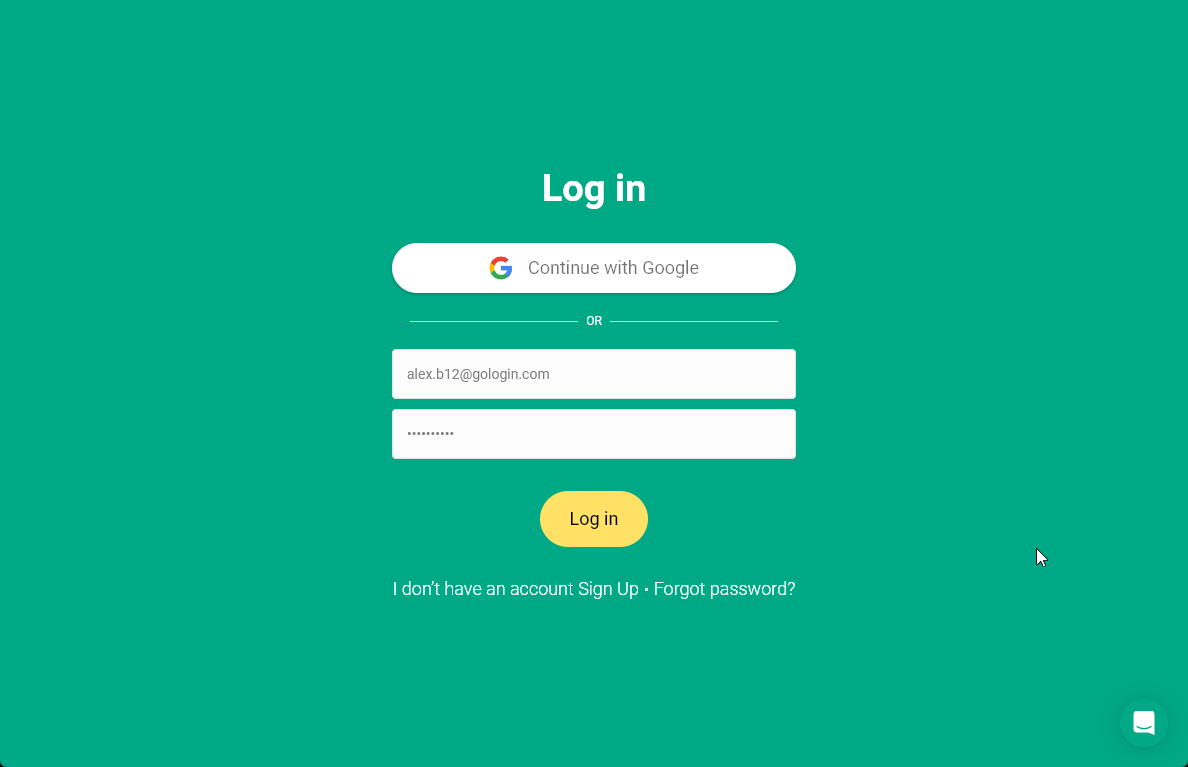 Log in
Continue with Google
OR
alex.b12@gologin.com
••••••••••
Log in
I don’t have an account Sign Up • Forgot password?